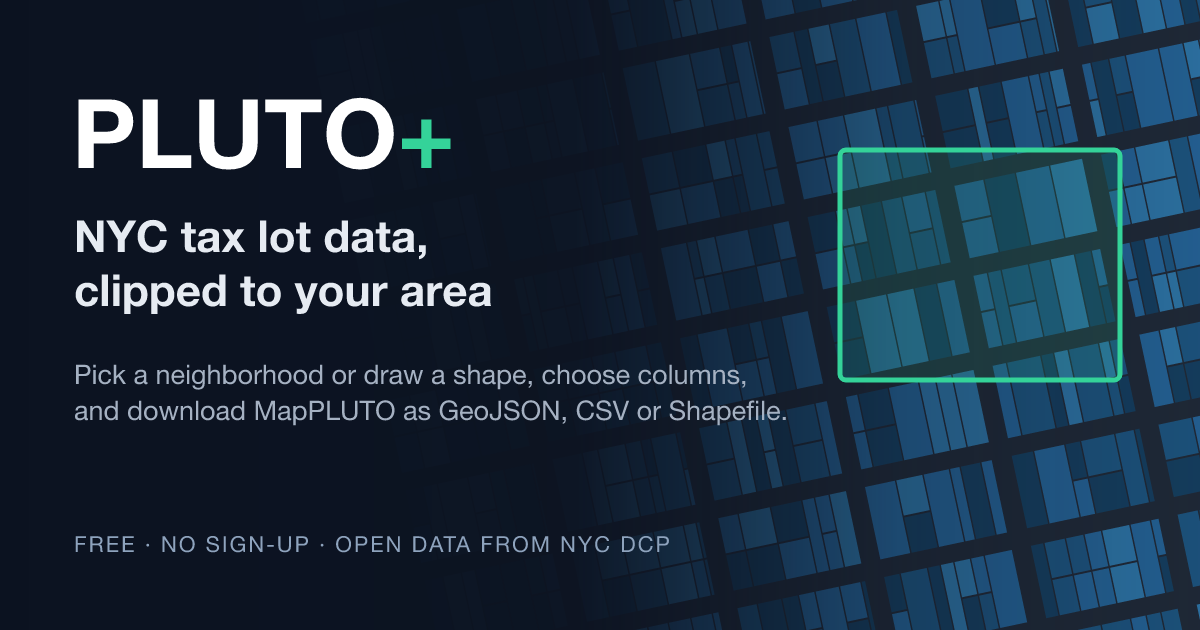 PLUTO+
NYC tax lot data,
clipped to your area
Pick a neighborhood or draw a shape, choose columns,
and download MapPLUTO as GeoJSON, CSV or Shapefile.
FREE · NO SIGN-UP · OPEN DATA FROM NYC DCP